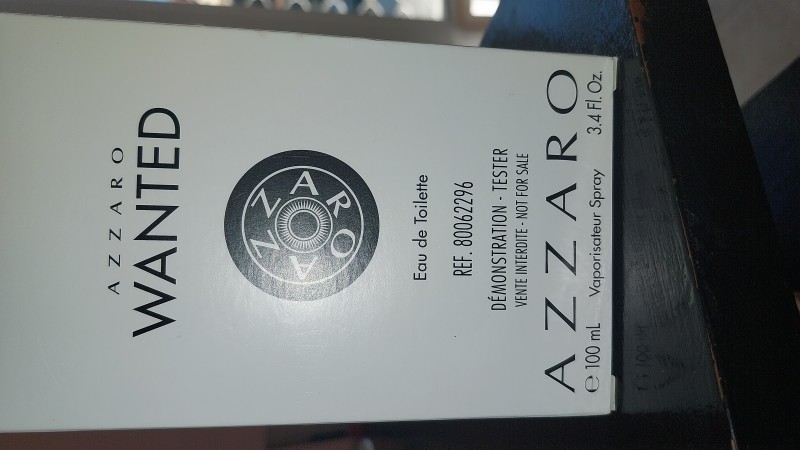 AZZARO
WANTED
AZZARO
Eau de Toilette
REF. 80062296
DÉMONSTRATION - TESTER
VENTE INTERDITE - NOT FOR SALE
AZZARO
℮ 100 mL Vaporisateur Spray 3.4 Fl. Oz.